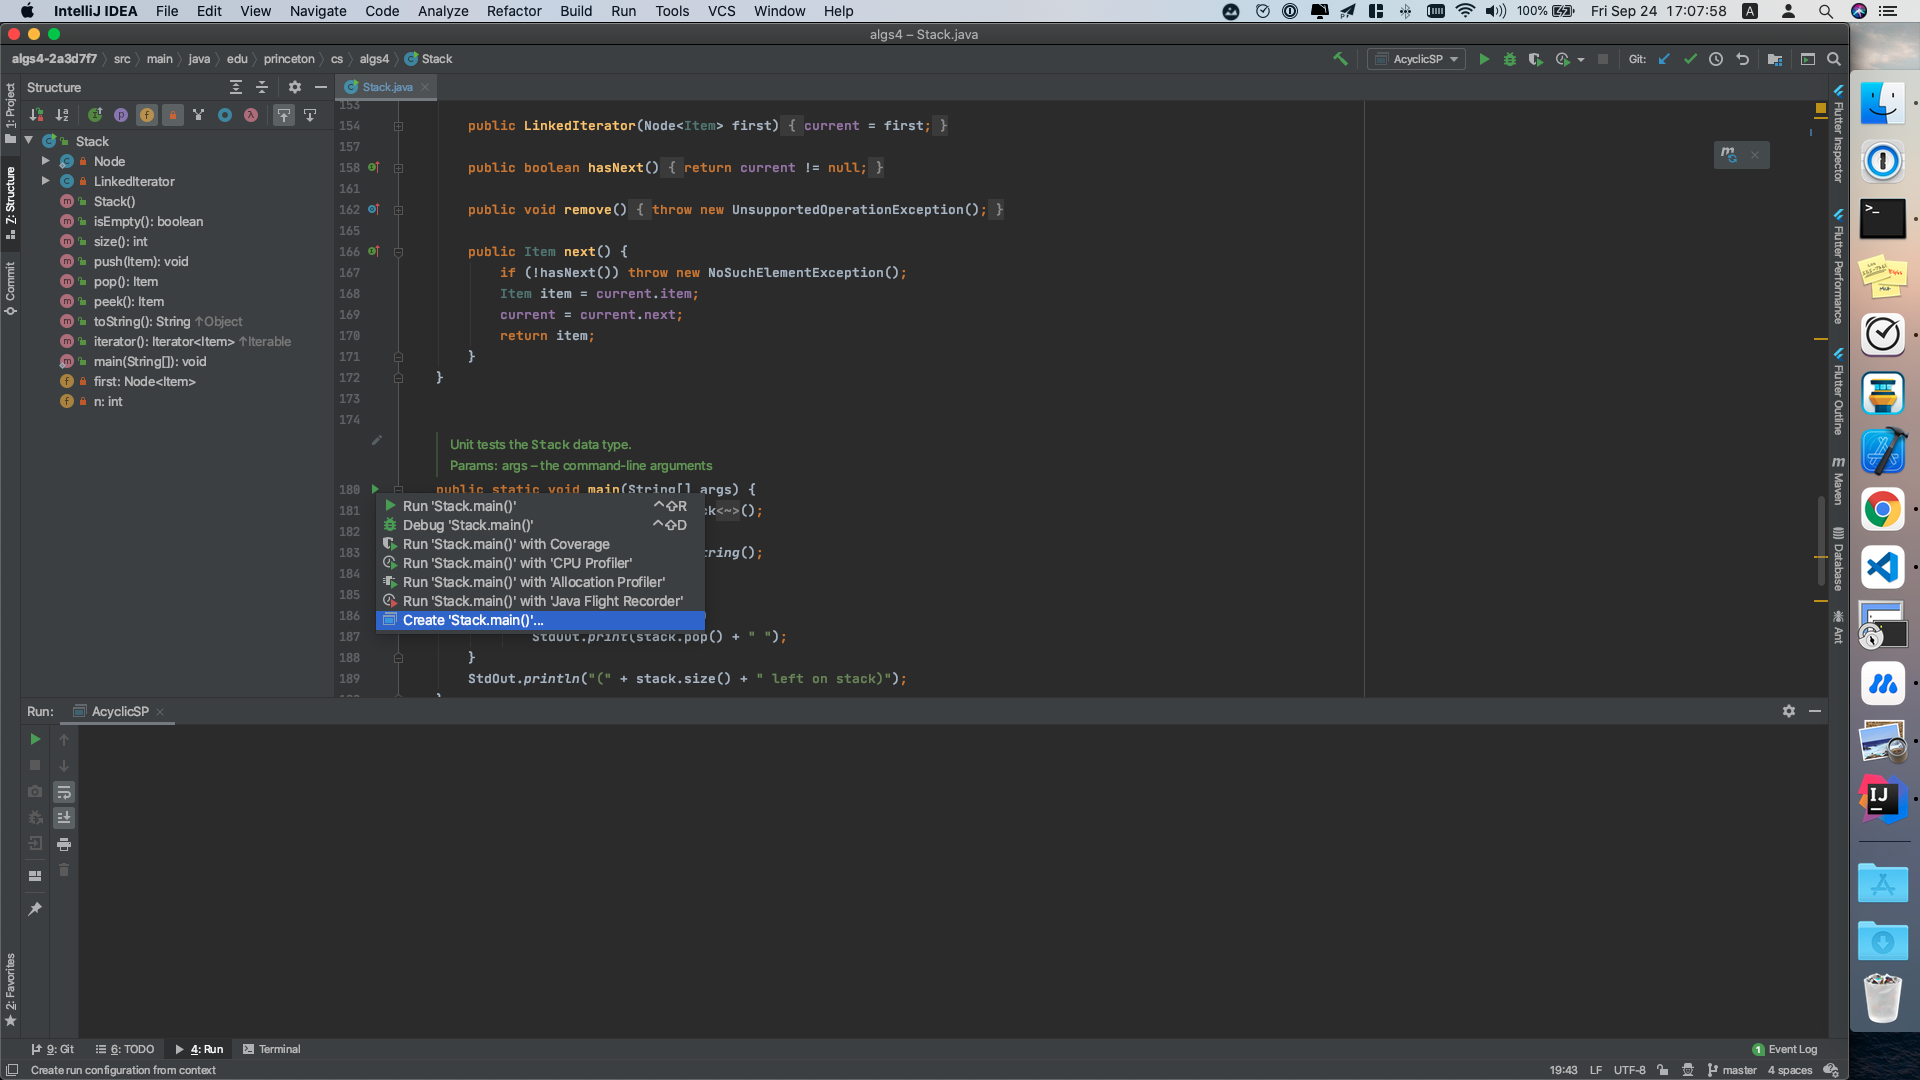 IntelliJ IDEA File Edit View Navigate Code Analyze Refactor Build Run Tools VCS Window Help 100% Fri Sep 24 17:07:58 A
algs4 – Stack.java
algs4-2a3d7f7 src main java edu princeton cs algs4 Stack AcyclicSP Git:
Structure
Stack.java
Stack
Node
LinkedIterator
Stack()
isEmpty(): boolean
size(): int
push(Item): void
pop(): Item
peek(): Item
toString(): String ↑Object
iterator(): Iterator<Item> ↑Iterable
main(String[]): void
first: Node<Item>
n: int
1: Project
7: Structure
Commit
2: Favorites
153
154 public LinkedIterator(Node<Item> first) { current = first; }
157
158 public boolean hasNext() { return current != null; }
161
162 public void remove() { throw new UnsupportedOperationException(); }
165
166 public Item next() {
167 if (!hasNext()) throw new NoSuchElementException();
168 Item item = current.item;
169 current = current.next;
170 return item;
171 }
172 }
173
174
Unit tests the Stack data type.
Params: args – the command-line arguments
180 public static void main(String[] args) {
181 ck<~>();
182
183 tring();
184
185
186
187 StdOut.print(stack.pop() + " ");
188 }
189 StdOut.println("(" + stack.size() + " left on stack)");
Run 'Stack.main()' ^⇧R
Debug 'Stack.main()' ^⇧D
Run 'Stack.main()' with Coverage
Run 'Stack.main()' with 'CPU Profiler'
Run 'Stack.main()' with 'Allocation Profiler'
Run 'Stack.main()' with 'Java Flight Recorder'
Create 'Stack.main()'...
Flutter Inspector
Flutter Performance
Flutter Outline
Maven
Database
Ant
Run: AcyclicSP
9: Git 6: TODO 4: Run Terminal 1 Event Log
Create run configuration from context 19:43 LF UTF-8 master 4 spaces